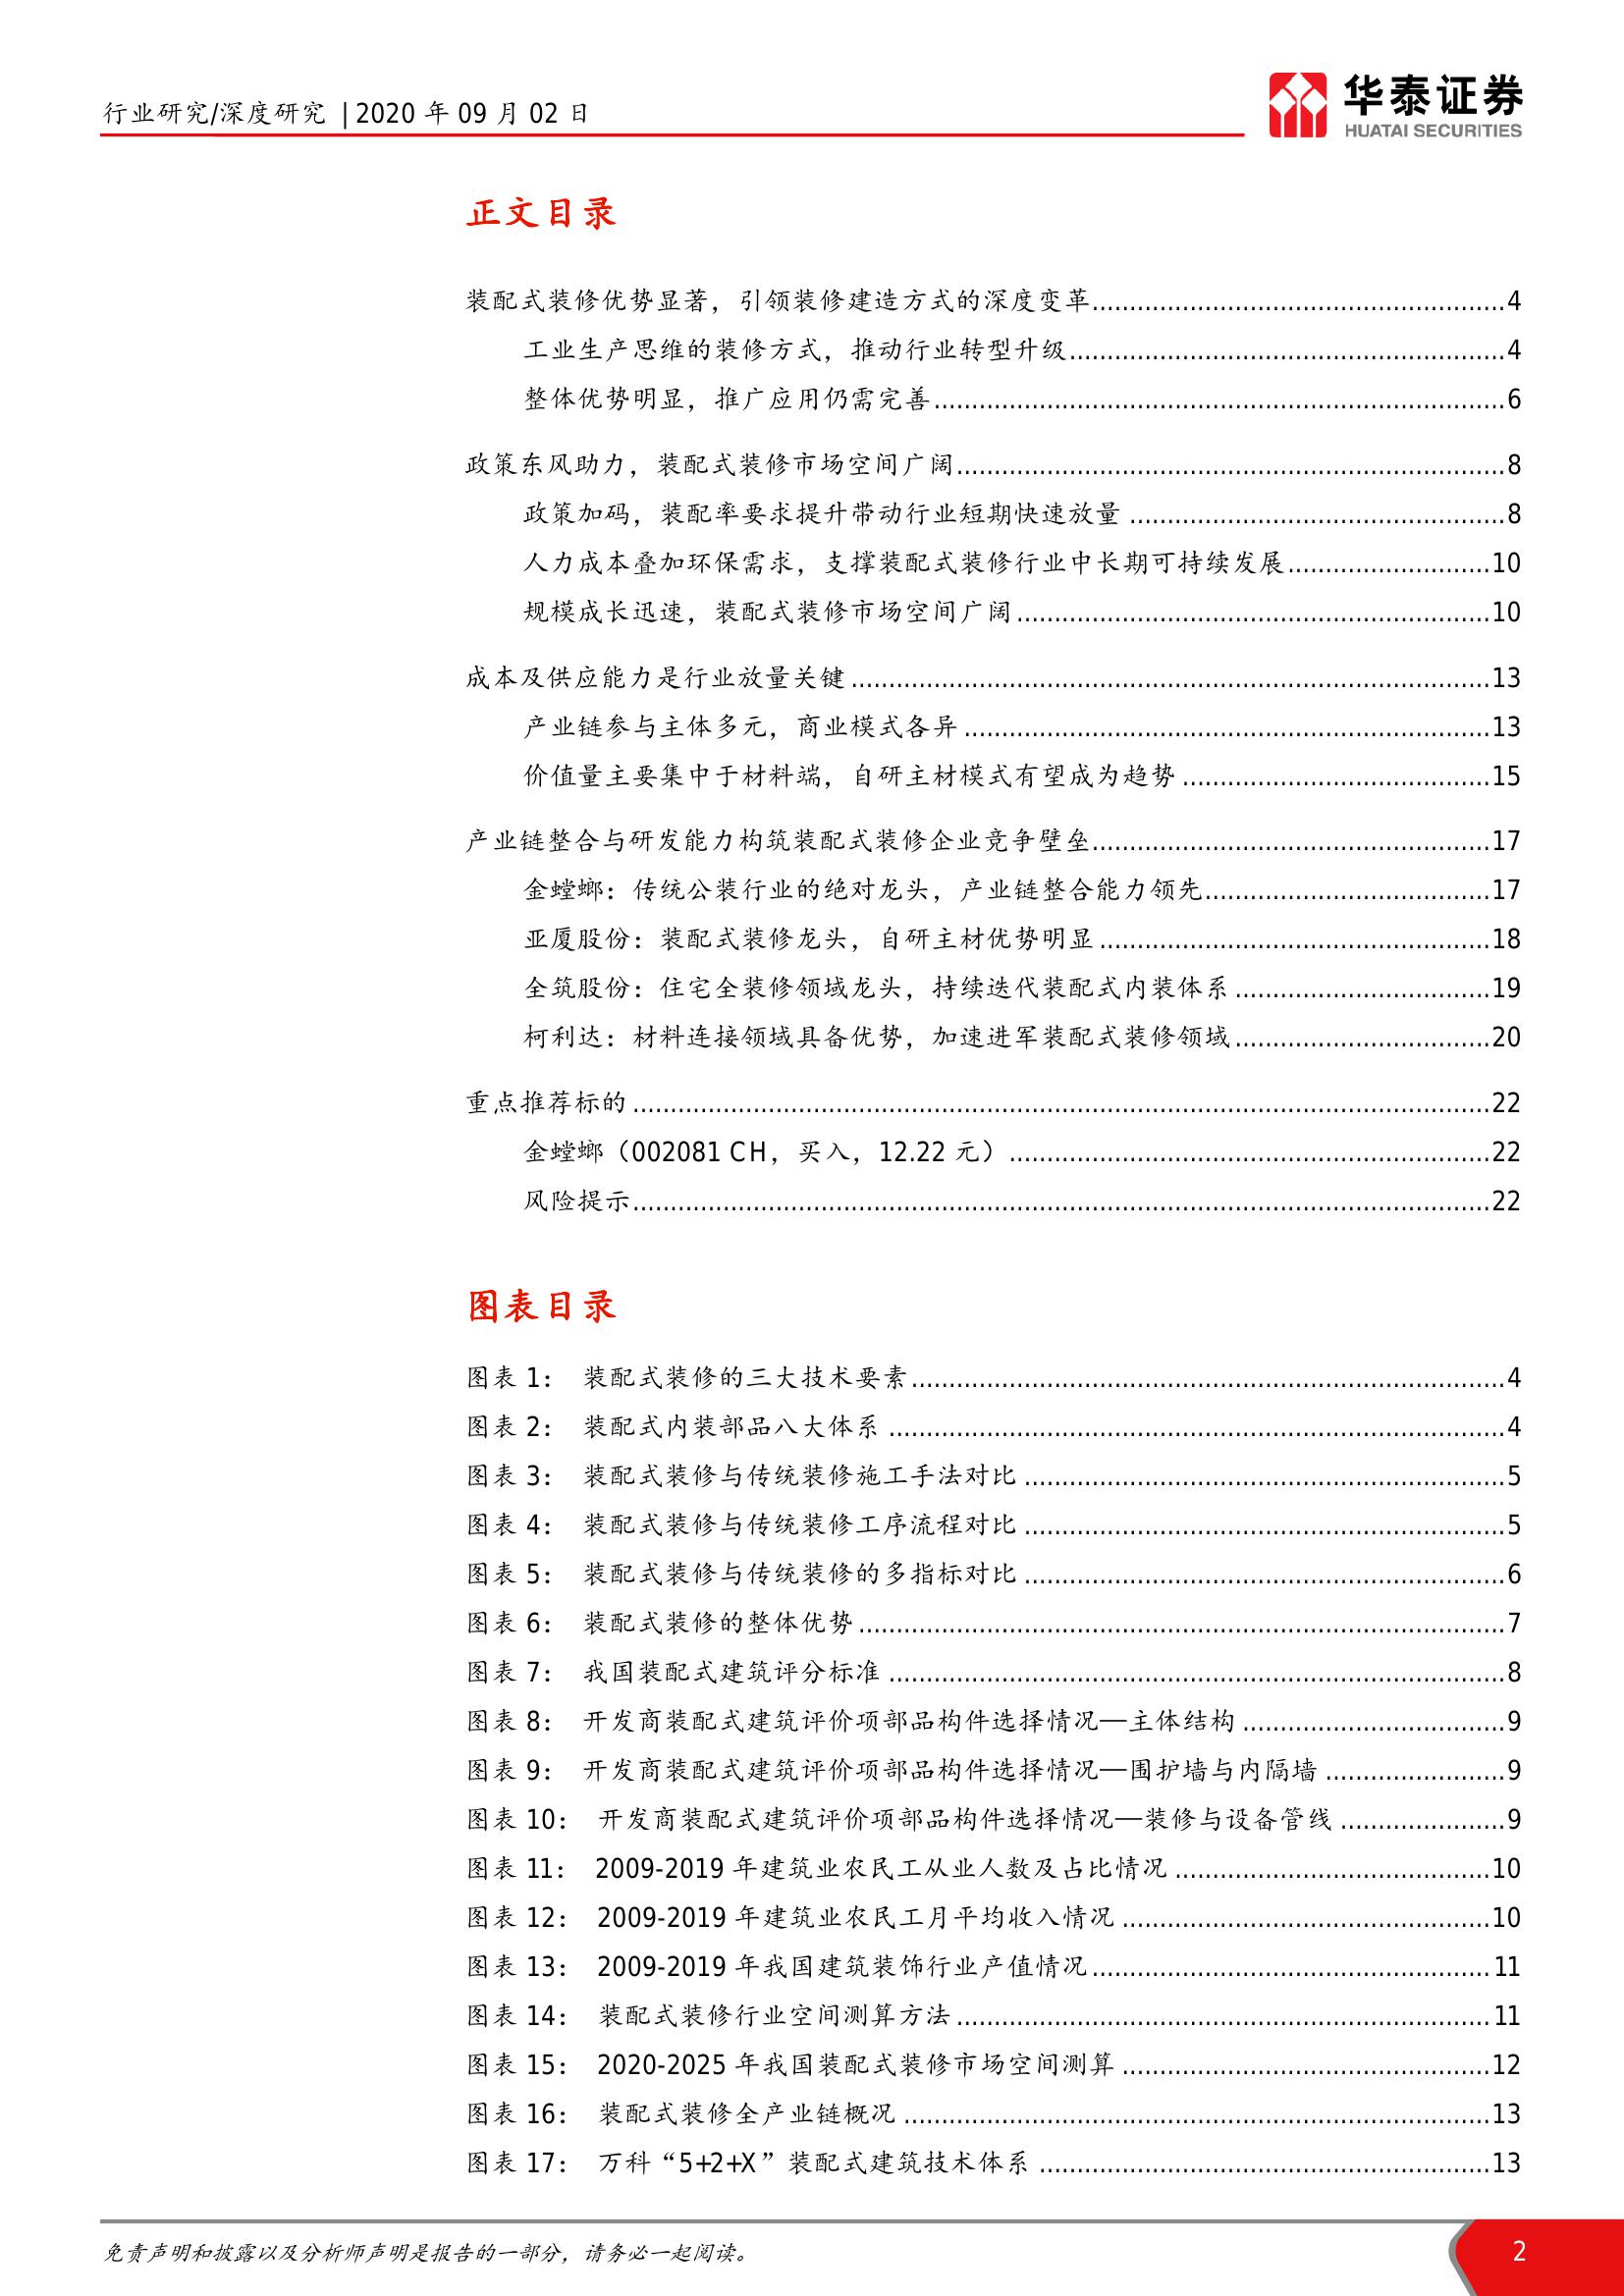 行业研究/深度研究 | 2020 年 09 月 02 日
华泰证券
HUATAI SECURITIES
正文目录
装配式装修优势显著，引领装修建造方式的深度变革......4
工业生产思维的装修方式，推动行业转型升级......4
整体优势明显，推广应用仍需完善......6
政策东风助力，装配式装修市场空间广阔......8
政策加码，装配率要求提升带动行业短期快速放量......8
人力成本叠加环保需求，支撑装配式装修行业中长期可持续发展......10
规模成长迅速，装配式装修市场空间广阔......10
成本及供应能力是行业放量关键......13
产业链参与主体多元，商业模式各异......13
价值量主要集中于材料端，自研主材模式有望成为趋势......15
产业链整合与研发能力构筑装配式装修企业竞争壁垒......17
金螳螂：传统公装行业的绝对龙头，产业链整合能力领先......17
亚厦股份：装配式装修龙头，自研主材优势明显......18
全筑股份：住宅全装修领域龙头，持续迭代装配式内装体系......19
柯利达：材料连接领域具备优势，加速进军装配式装修领域......20
重点推荐标的......22
金螳螂（002081 CH，买入，12.22 元）......22
风险提示......22
图表目录
图表 1： 装配式装修的三大技术要素......4
图表 2： 装配式内装部品八大体系......4
图表 3： 装配式装修与传统装修施工手法对比......5
图表 4： 装配式装修与传统装修工序流程对比......5
图表 5： 装配式装修与传统装修的多指标对比......6
图表 6： 装配式装修的整体优势......7
图表 7： 我国装配式建筑评分标准......8
图表 8： 开发商装配式建筑评价项部品构件选择情况—主体结构......9
图表 9： 开发商装配式建筑评价项部品构件选择情况—围护墙与内隔墙......9
图表 10： 开发商装配式建筑评价项部品构件选择情况—装修与设备管线......9
图表 11： 2009-2019 年建筑业农民工从业人数及占比情况......10
图表 12： 2009-2019 年建筑业农民工月平均收入情况......10
图表 13： 2009-2019 年我国建筑装饰行业产值情况......11
图表 14： 装配式装修行业空间测算方法......11
图表 15： 2020-2025 年我国装配式装修市场空间测算......12
图表 16： 装配式装修全产业链概况......13
图表 17： 万科“5+2+X”装配式建筑技术体系......13
免责声明和披露以及分析师声明是报告的一部分，请务必一起阅读。
2